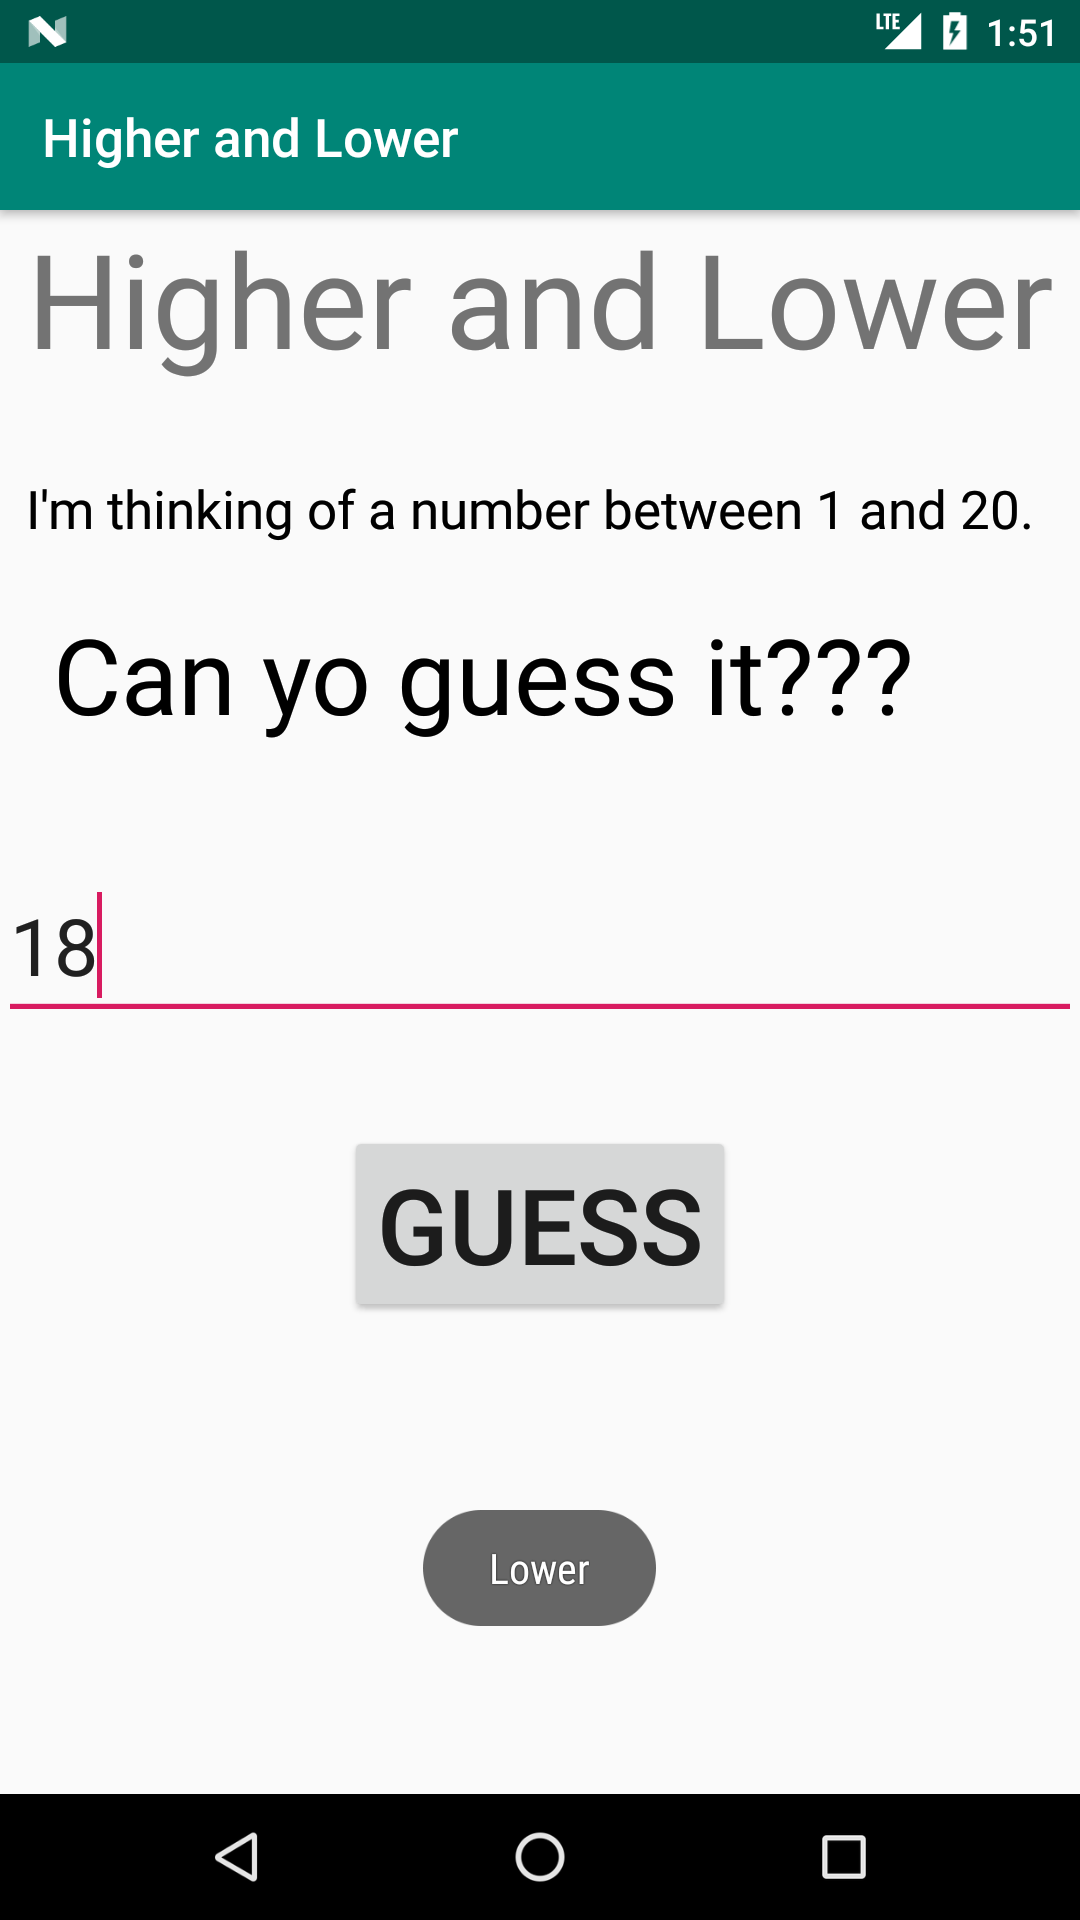 LTE 1:51
Higher and Lower
Higher and Lower
I'm thinking of a number between 1 and 20.
Can yo guess it???
18
GUESS
Lower